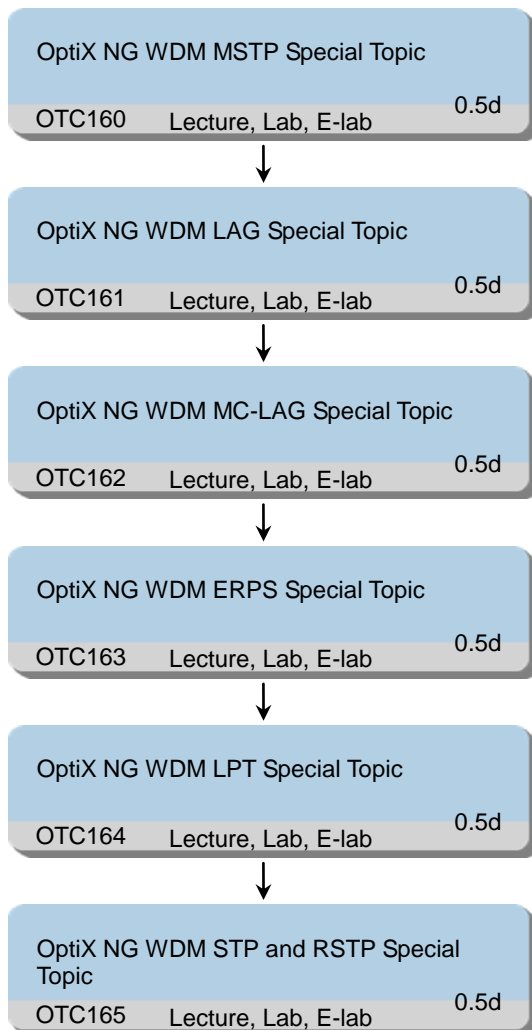 OptiX NG WDM MSTP Special Topic
0.5d
OTC160 Lecture, Lab, E-lab
OptiX NG WDM LAG Special Topic
0.5d
OTC161 Lecture, Lab, E-lab
OptiX NG WDM MC-LAG Special Topic
0.5d
OTC162 Lecture, Lab, E-lab
OptiX NG WDM ERPS Special Topic
0.5d
OTC163 Lecture, Lab, E-lab
OptiX NG WDM LPT Special Topic
0.5d
OTC164 Lecture, Lab, E-lab
OptiX NG WDM STP and RSTP Special
Topic
0.5d
OTC165 Lecture, Lab, E-lab